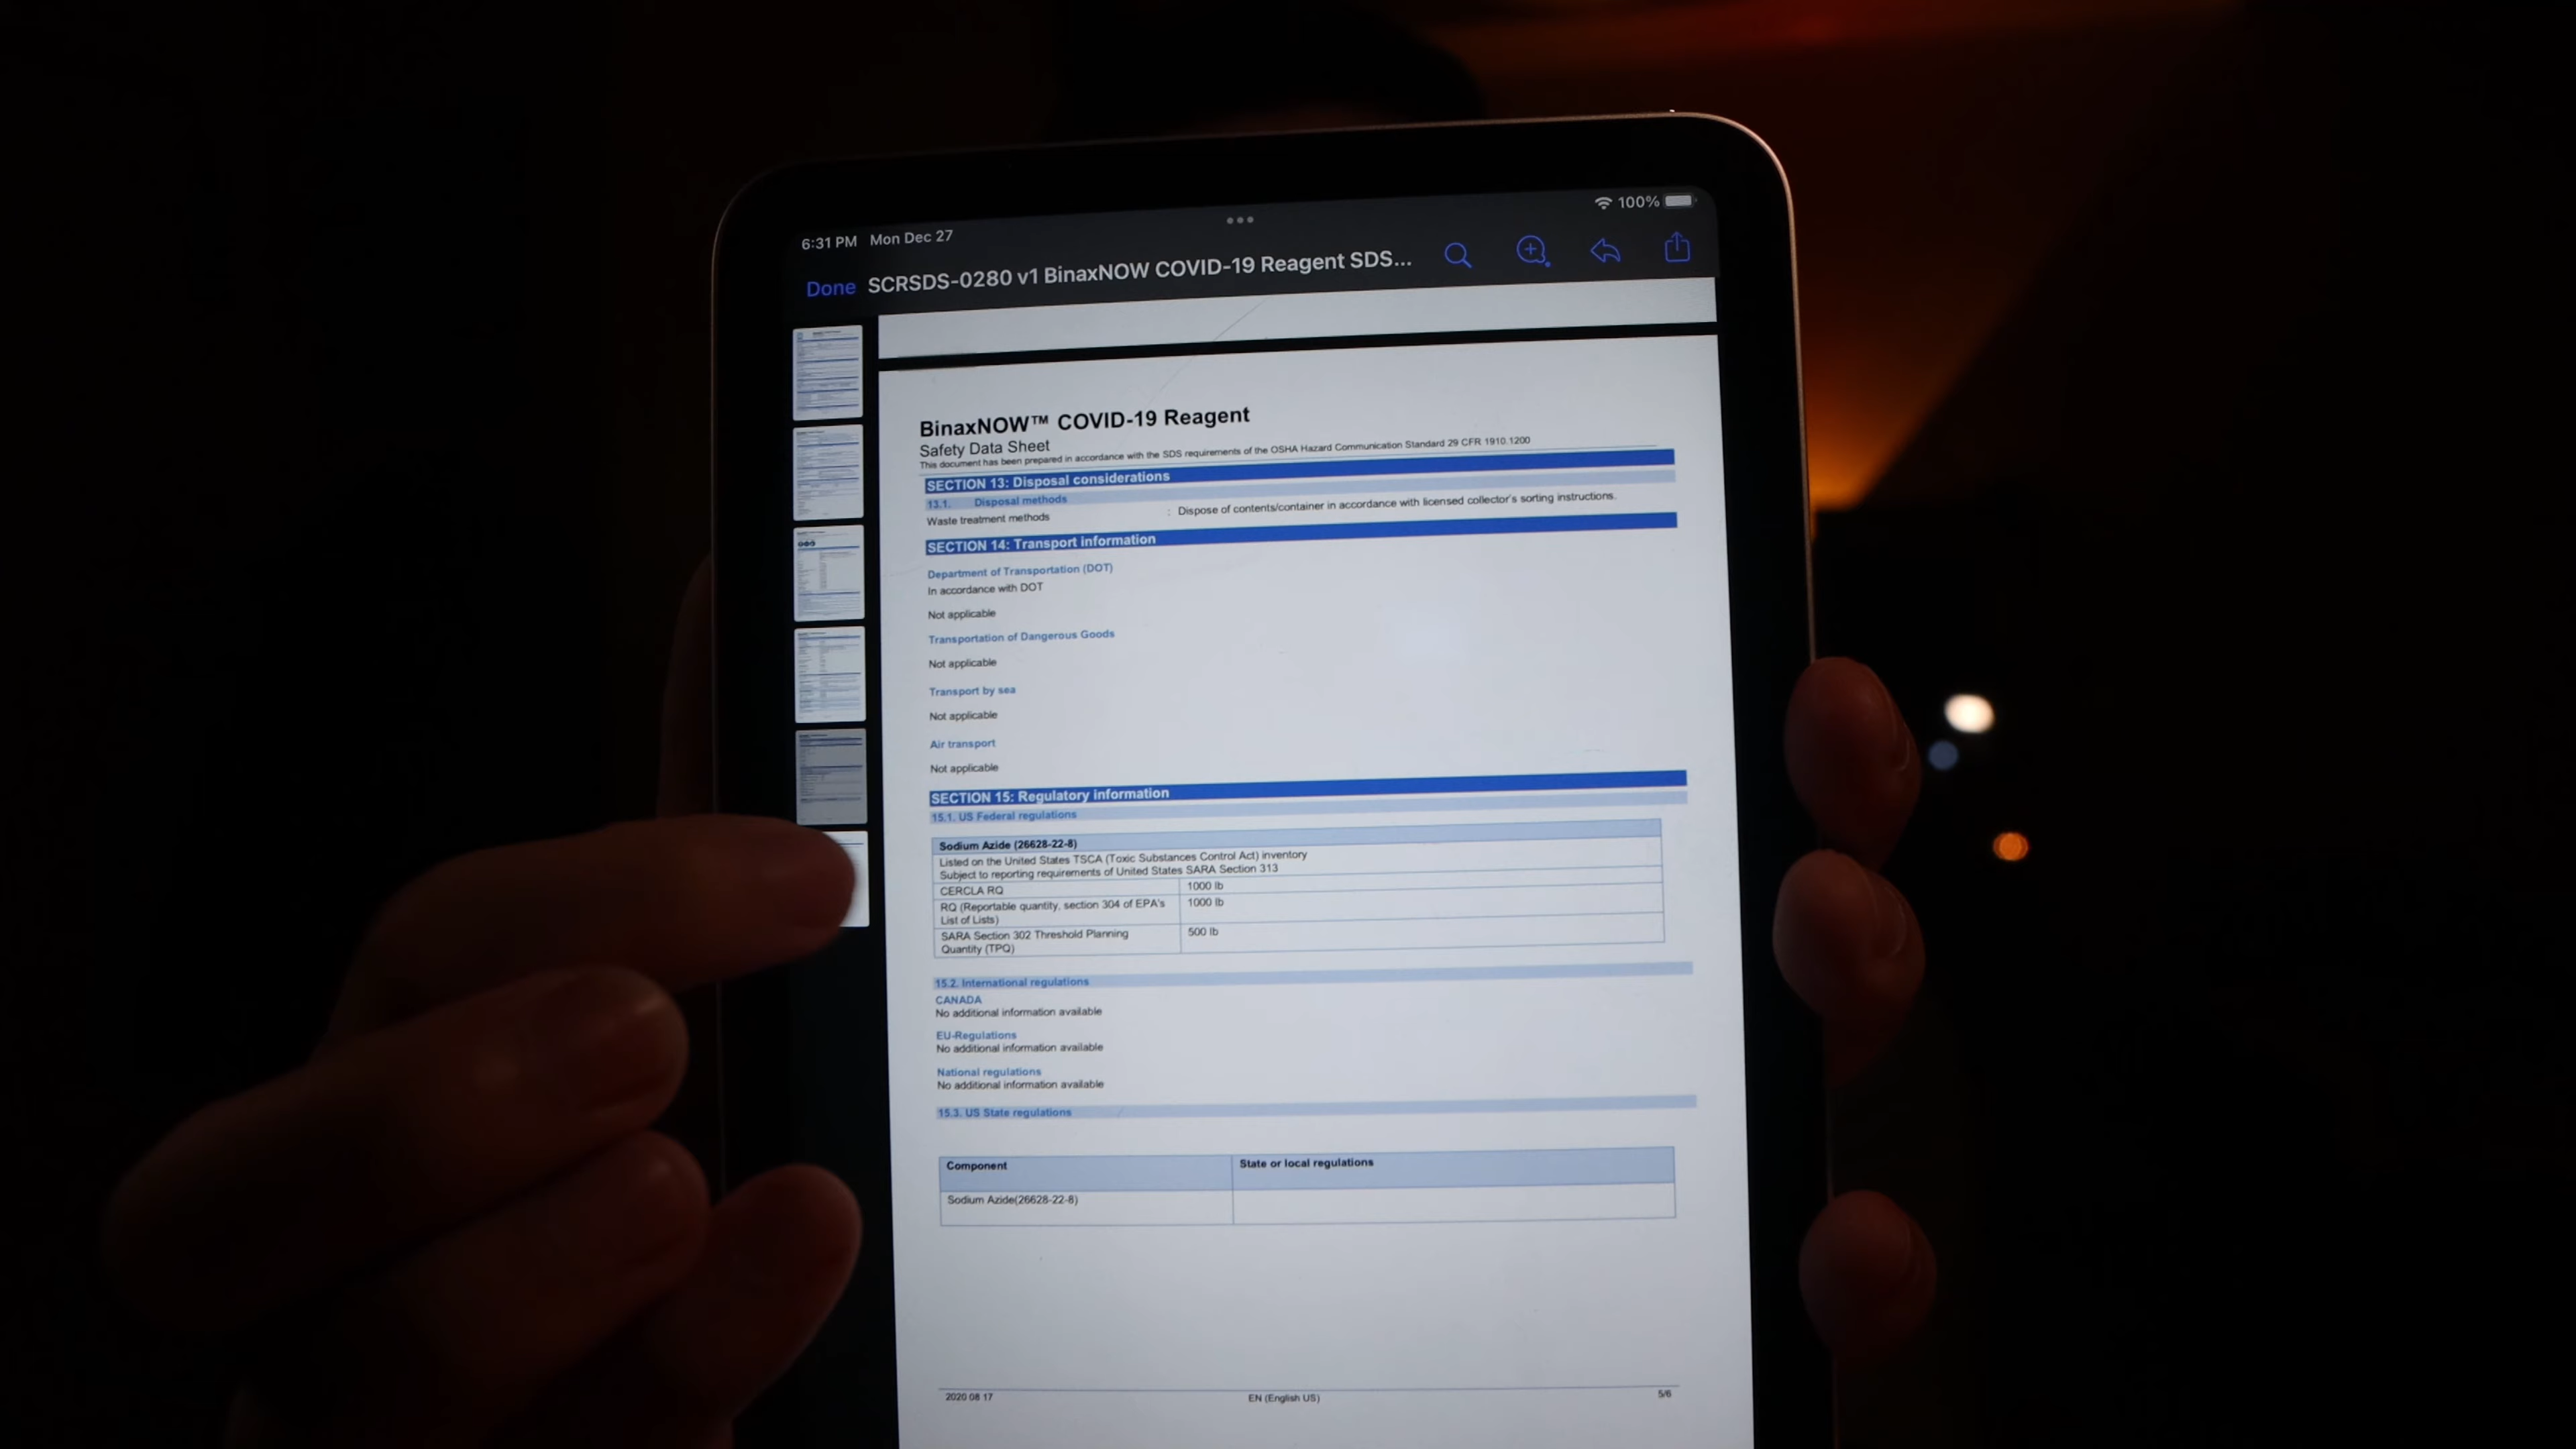 6:31 PM Mon Dec 27
100%
Done SCRSDS-0280 v1 BinaxNOW COVID-19 Reagent SDS...
BinaxNOW™ COVID-19 Reagent
Safety Data Sheet
This document has been prepared in accordance with the SDS requirements of the OSHA Hazard Communication Standard 29 CFR 1910.1200
SECTION 13: Disposal considerations
13.1. Disposal methods
Waste treatment methods : Dispose of contents/container in accordance with licensed collector's sorting instructions.
SECTION 14: Transport information
Department of Transportation (DOT)
In accordance with DOT
Not applicable
Transportation of Dangerous Goods
Not applicable
Transport by sea
Not applicable
Air transport
Not applicable
SECTION 15: Regulatory information
15.1. US Federal regulations
Sodium Azide (26628-22-8)
Listed on the United States TSCA (Toxic Substances Control Act) inventory
Subject to reporting requirements of United States SARA Section 313
CERCLA RQ 1000 lb
RQ (Reportable quantity, section 304 of EPA's 1000 lb
List of Lists)
SARA Section 302 Threshold Planning 500 lb
Quantity (TPQ)
15.2. International regulations
CANADA
No additional information available
EU-Regulations
No additional information available
National regulations
No additional information available
15.3. US State regulations
Component State or local regulations
Sodium Azide(26628-22-8)
2020 08 17 EN (English US) 5/6